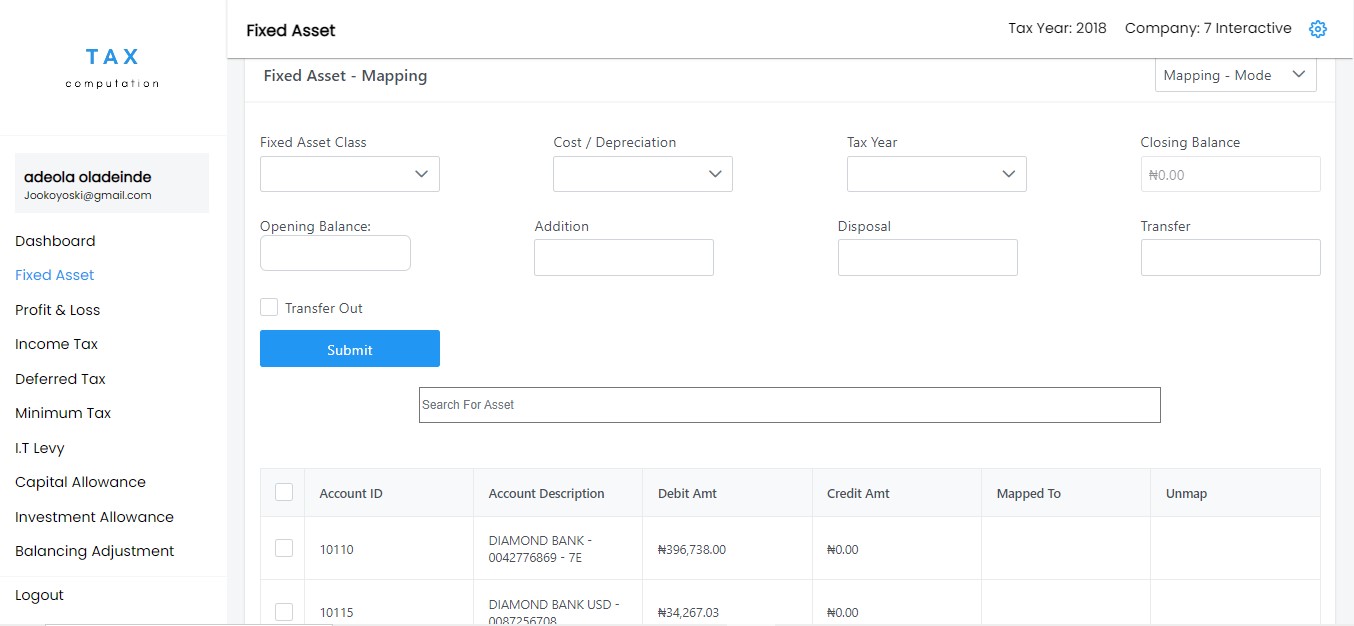 TAX
computation
Fixed Asset
Tax Year: 2018
Company: 7 Interactive
adeola oladeinde
Jookoyoski@gmail.com
Dashboard
Fixed Asset
Profit & Loss
Income Tax
Deferred Tax
Minimum Tax
I.T Levy
Capital Allowance
Investment Allowance
Balancing Adjustment
Logout
Fixed Asset - Mapping
Mapping - Mode
Fixed Asset Class
Cost / Depreciation
Tax Year
Closing Balance
₦0.00
Opening Balance:
Addition
Disposal
Transfer
Transfer Out
Submit
Search For Asset
Account ID
Account Description
Debit Amt
Credit Amt
Mapped To
Unmap
10110
DIAMOND BANK -
0042776869 - 7E
₦396,738.00
₦0.00
10115
DIAMOND BANK USD -
0087256708
₦34,267.03
₦0.00